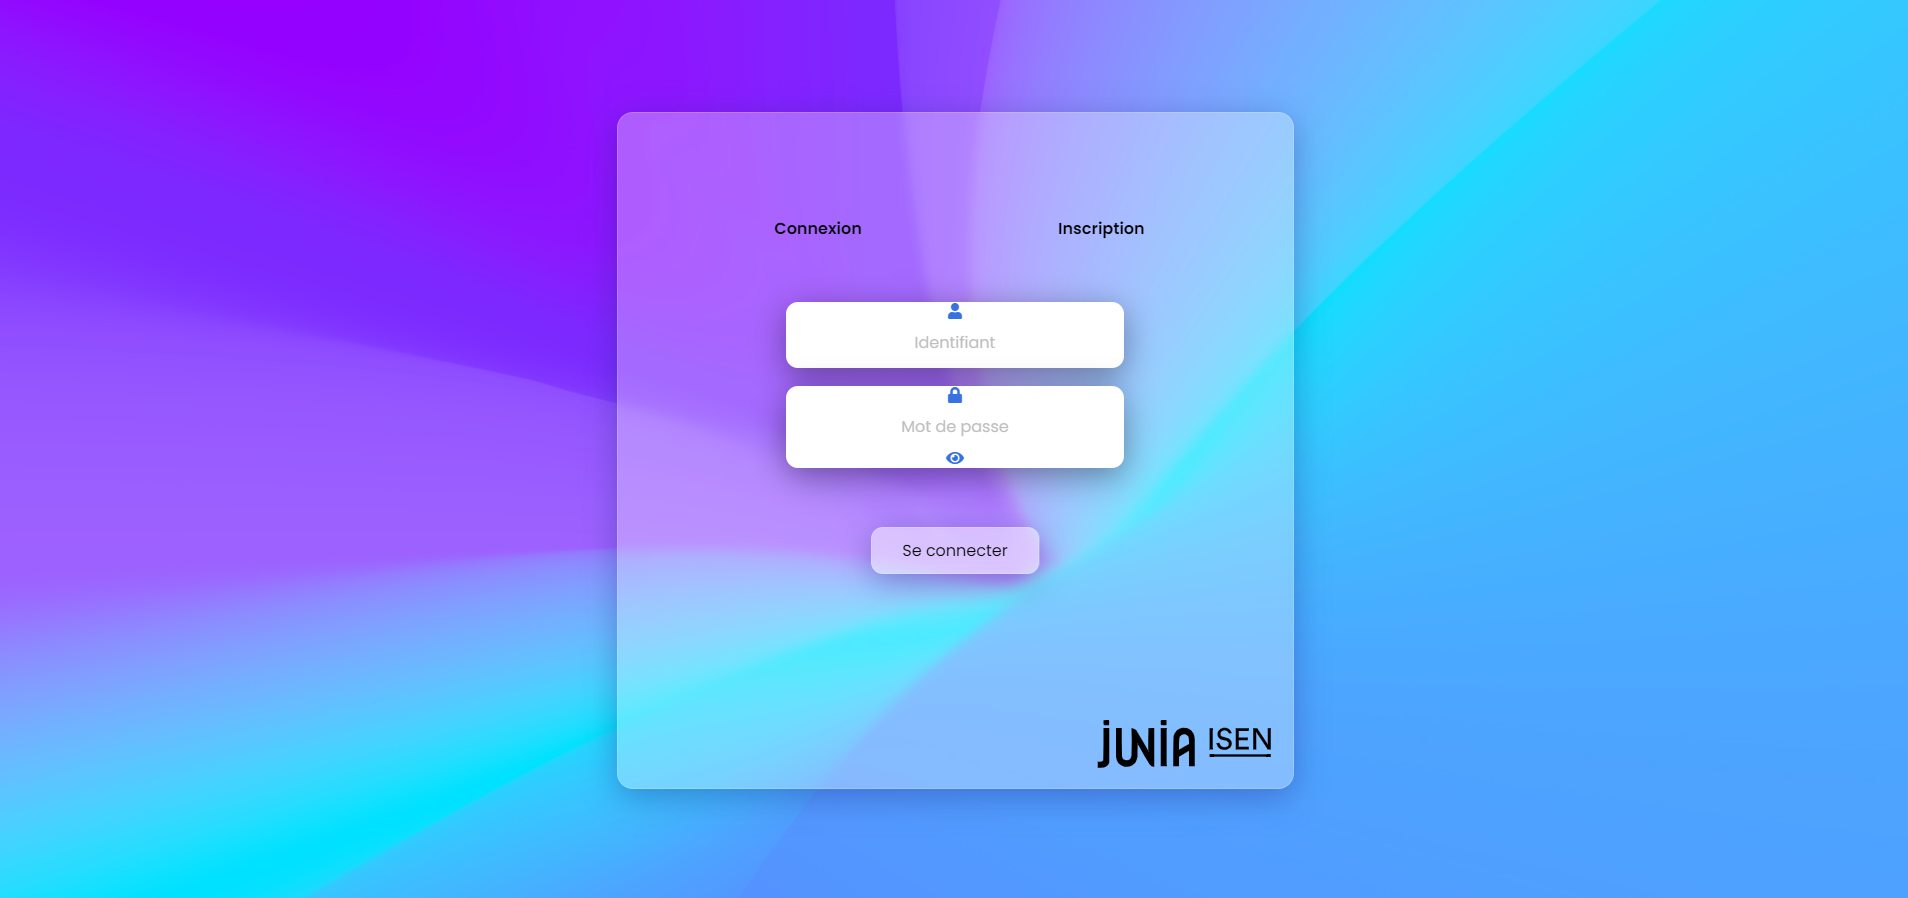 Connexion Inscription
Identifiant
Mot de passe
Se connecter
JUNIA ISEN